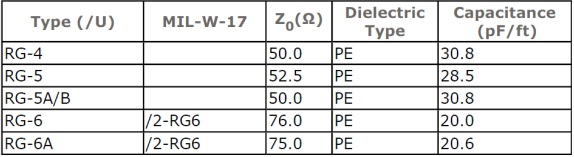 Type (/U) MIL-W-17 Z0(Ω) Dielectric Type Capacitance (pF/ft)
RG-4 50.0 PE 30.8
RG-5 52.5 PE 28.5
RG-5A/B 50.0 PE 30.8
RG-6 /2-RG6 76.0 PE 20.0
RG-6A /2-RG6 75.0 PE 20.6